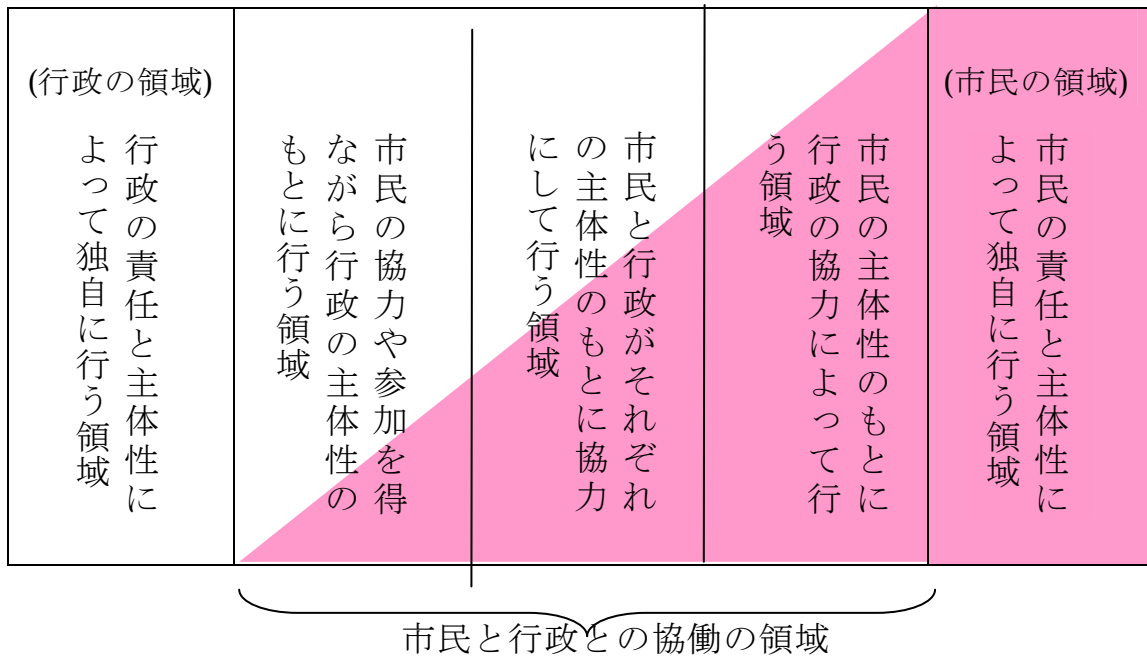 (行政の領域)
行政の責任と主体性に
よって独自に行う領域
市民の協力や参加を得
ながら行政の主体性の
もとに行う領域
市民と行政がそれぞれ
の主体性のもとに協力
にして行う領域
市民の主体性のもとに
行政の協力によって行
う領域
(市民の領域)
市民の責任と主体性に
よって独自に行う領域
市民と行政との協働の領域